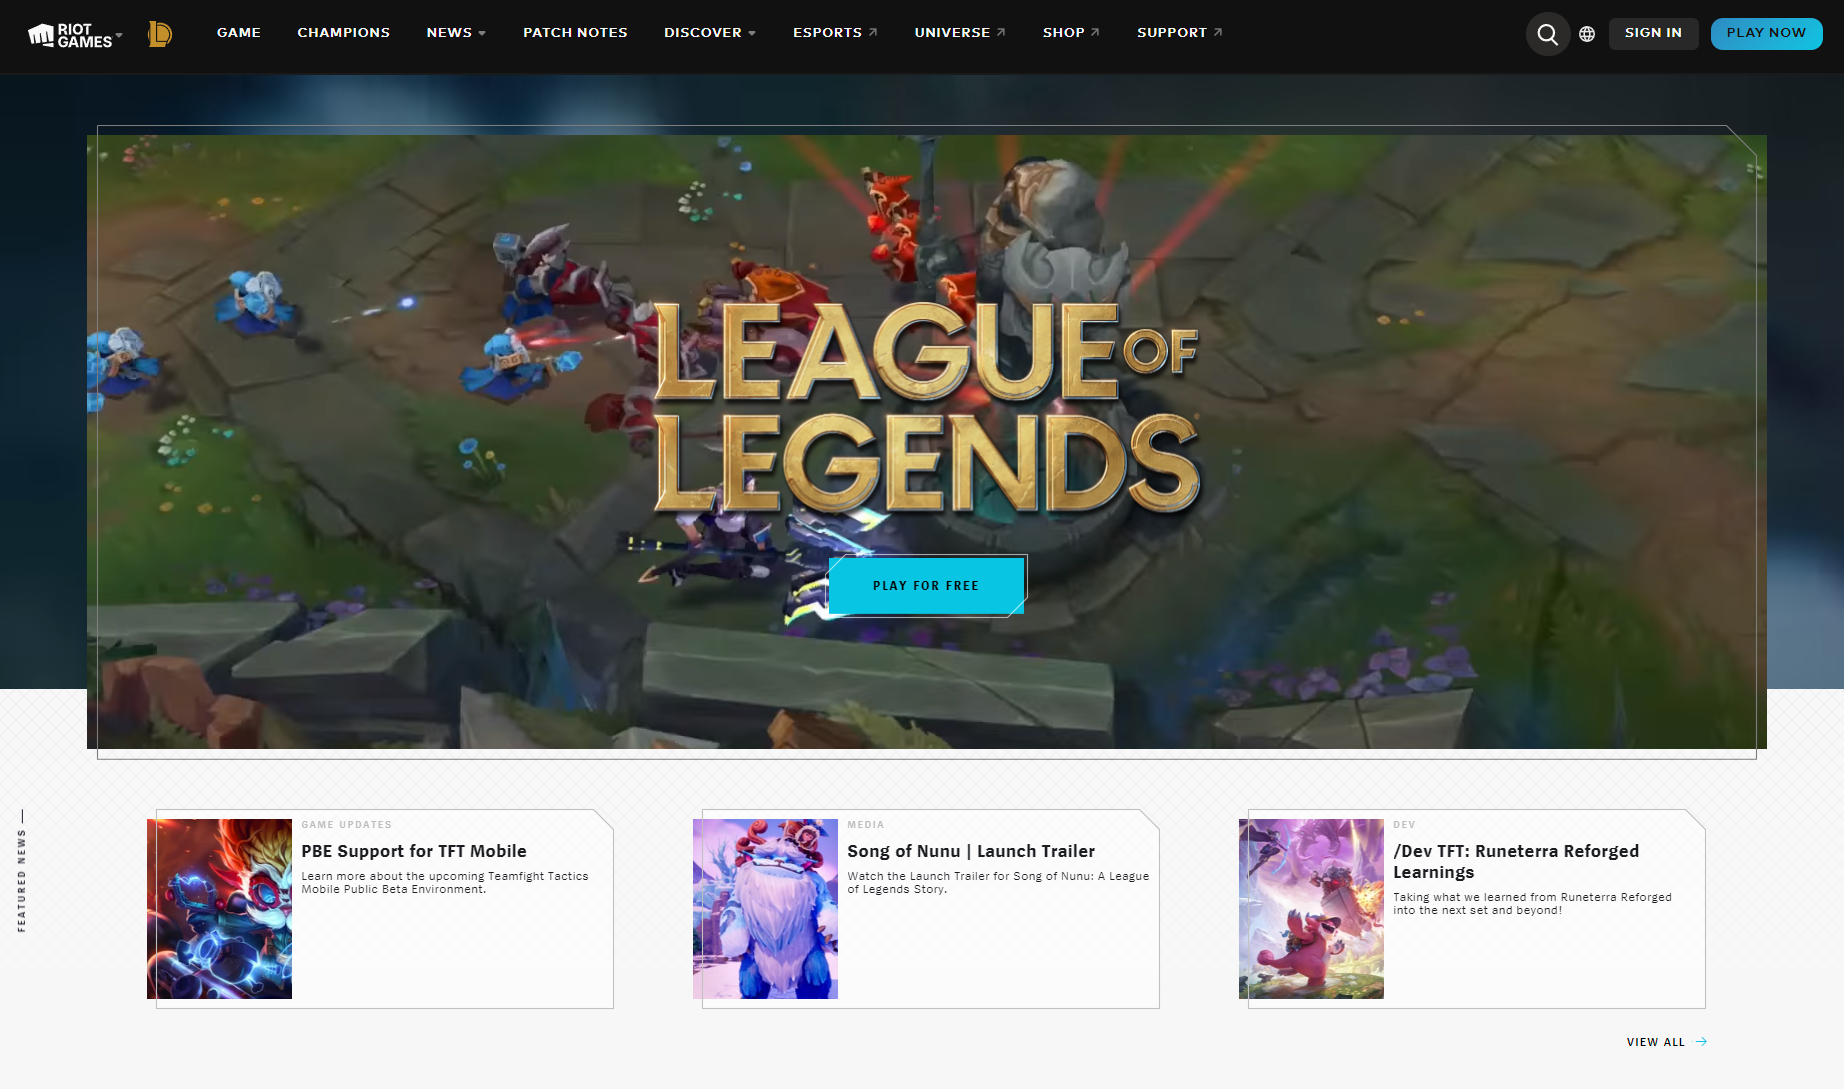 RIOT
GAMES
GAME
CHAMPIONS
NEWS
PATCH NOTES
DISCOVER
ESPORTS
UNIVERSE
SHOP
SUPPORT
SIGN IN
PLAY NOW
LEAGUE OF
LEGENDS
PLAY FOR FREE
FEATURED NEWS
GAME UPDATES
PBE Support for TFT Mobile
Learn more about the upcoming Teamfight Tactics
Mobile Public Beta Environment.
MEDIA
Song of Nunu | Launch Trailer
Watch the Launch Trailer for Song of Nunu: A League
of Legends Story.
DEV
/Dev TFT: Runeterra Reforged
Learnings
Taking what we learned from Runeterra Reforged
into the next set and beyond!
VIEW ALL